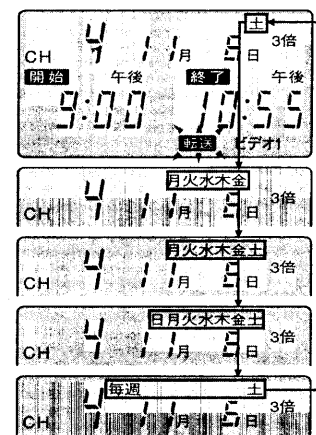 土
CH 4 11月 8日 3倍
開始 午後 終了 午後
9:00 10:55
転送 ビデオ1
月火水木金
CH 4 11月 8日 3倍
月火水木金土
CH 4 11月 8日 3倍
日月火水木金土
CH 4 11月 8日 3倍
毎週 土
CH 4 11月 6日 3倍